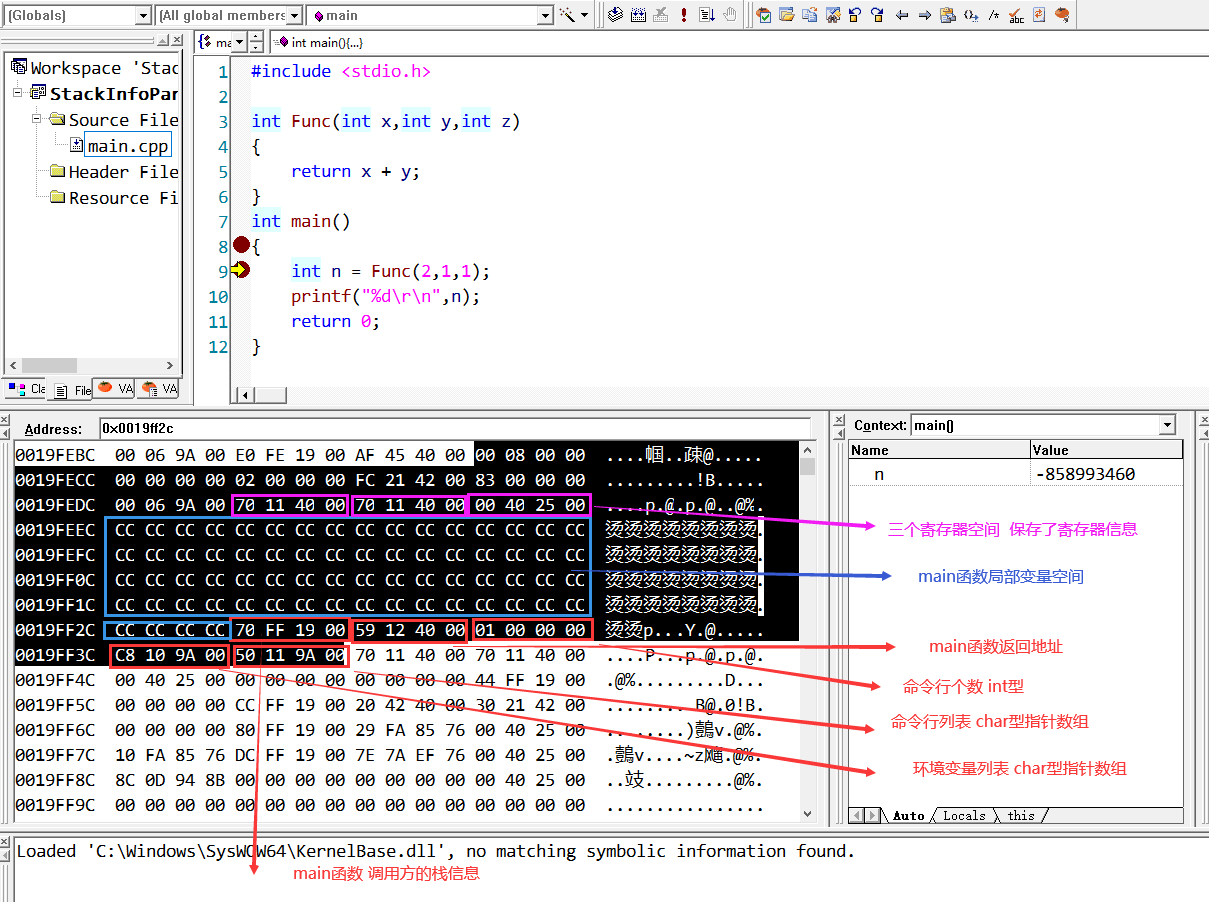 (Globals)
[All global members
main
ma
int main(){...}
Workspace 'Stac
StackInfoPar
Source File
main.cpp
Header File
Resource Fi
Cla
File
VA
VA
1 #include <stdio.h>
2
3 int Func(int x,int y,int z)
4 {
5 return x + y;
6 }
7 int main()
8 {
9 int n = Func(2,1,1);
10 printf("%d\r\n",n);
11 return 0;
12 }
Address: 0x0019ff2c
0019FEBC 00 06 9A 00 E0 FE 19 00 AF 45 40 00 00 08 00 00 ....帼..疎@.....
0019FECC 00 00 00 00 02 00 00 00 FC 21 42 00 83 00 00 00 .........!B.....
0019FEDC 00 06 9A 00 70 11 40 00 70 11 40 00 00 40 25 00 ....p.@.p.@..@%.
0019FEEC CC CC CC CC CC CC CC CC CC CC CC CC CC CC CC CC 烫烫烫烫烫烫烫烫.
0019FEFC CC CC CC CC CC CC CC CC CC CC CC CC CC CC CC CC 烫烫烫烫烫烫烫烫.
0019FF0C CC CC CC CC CC CC CC CC CC CC CC CC CC CC CC CC 烫烫烫烫烫烫烫烫.
0019FF1C CC CC CC CC CC CC CC CC CC CC CC CC CC CC CC CC 烫烫烫烫烫烫烫烫.
0019FF2C CC CC CC CC 70 FF 19 00 59 12 40 00 01 00 00 00 烫烫p...Y.@.....
0019FF3C C8 10 9A 00 50 11 9A 00 70 11 40 00 70 11 40 00 ....P...p.@.p.@.
0019FF4C 00 40 25 00 00 00 00 00 00 00 00 00 44 FF 19 00 .@%.........D...
0019FF5C 00 00 00 00 CC FF 19 00 20 42 40 00 30 21 42 00 ......... B@.0!B.
0019FF6C 00 00 00 00 80 FF 19 00 29 FA 85 76 00 40 25 00 ........)v.@%.
0019FF7C 10 FA 85 76 DC FF 19 00 7E 7A EF 76 00 40 25 00 .v....~z.@%.
0019FF8C 8C 0D 94 8B 00 00 00 00 00 00 00 00 00 40 25 00 ..攱.........@%.
0019FF9C 00 00 00 00 00 00 00 00 00 00 00 00 00 00 00 00 ................
三个寄存器空间 保存了寄存器信息
main函数局部变量空间
main函数返回地址
命令行个数 int型
命令行列表 char型指针数组
环境变量列表 char型指针数组
Context: main()
Name Value
n -858993460
Auto Locals this
Loaded 'C:\Windows\SysWOW64\KernelBase.dll', no matching symbolic information found.
main函数 调用方的栈信息